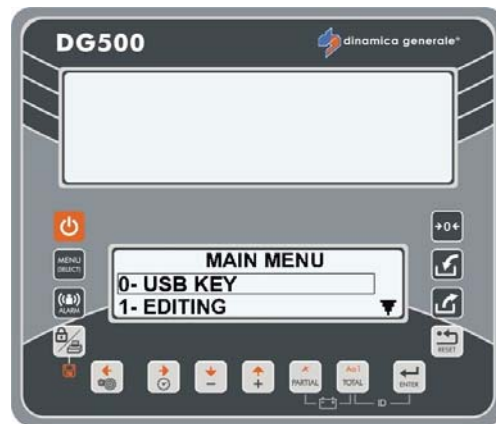 DG500
dinamica generale®
MAIN MENU
0- USB KEY
1- EDITING
MENU
(SELECT)
ALARM
→0←
RESET
PARTIAL
TOTAL
ENTER
ID